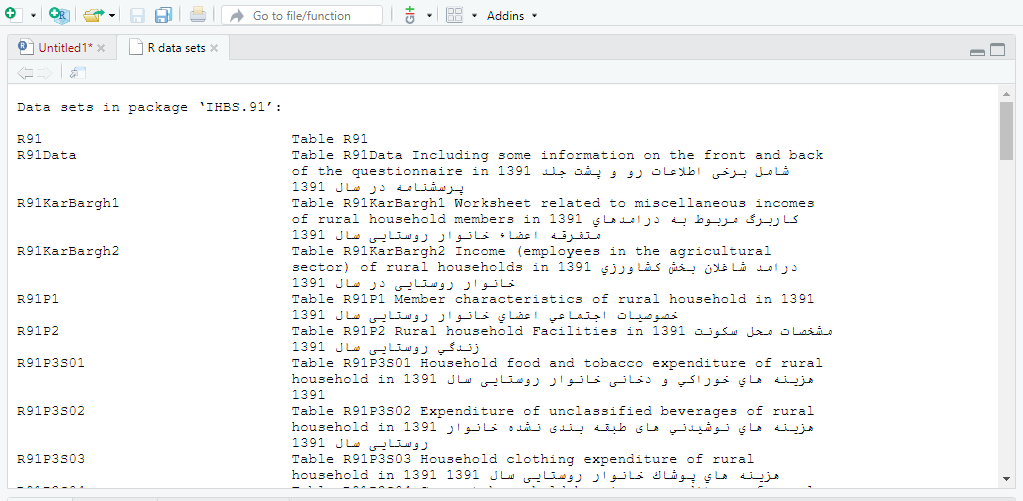 Go to file/function
Addins
Untitled1*
R data sets
Data sets in package ‘IHBS.91’:
R91 Table R91
R91Data Table R91Data Including some information on the front and back
of the questionnaire in 1391 شامل برخی اطلاعات رو و پشت جلد
پرسشنامه در سال 1391
R91KarBargh1 Table R91KarBargh1 Worksheet related to miscellaneous incomes
of rural household members in 1391 كاربرگ مربوط به درامدهاي
متفرقه اعضاء خانوار روستایی سال 1391
R91KarBargh2 Table R91KarBargh2 Income (employees in the agricultural
sector) of rural households in 1391 درامد شاغلان بخش كشاورزي
خانوار روستایی در سال 1391
R91P1 Table R91P1 Member characteristics of rural household in 1391
خصوصیات اجتماعي اعضاي خانوار روستایی سال 1391
R91P2 Table R91P2 Rural household Facilities in 1391 مشخصات محل سكونت
زندگي روستایی سال 1391
R91P3S01 Table R91P3S01 Household food and tobacco expenditure of rural
household in 1391 هزینه هاي خوراكي و دخانی خانوار روستایی سال
1391
R91P3S02 Table R91P3S02 Expenditure of unclassified beverages of rural
household in 1391 هزینه هاي نوشیدني های طبقه بندی نشده خانوار
روستایی سال 1391
R91P3S03 Table R91P3S03 Household clothing expenditure of rural
household in 1391 هزینه هاي پوشاك خانوار روستایی سال 1391